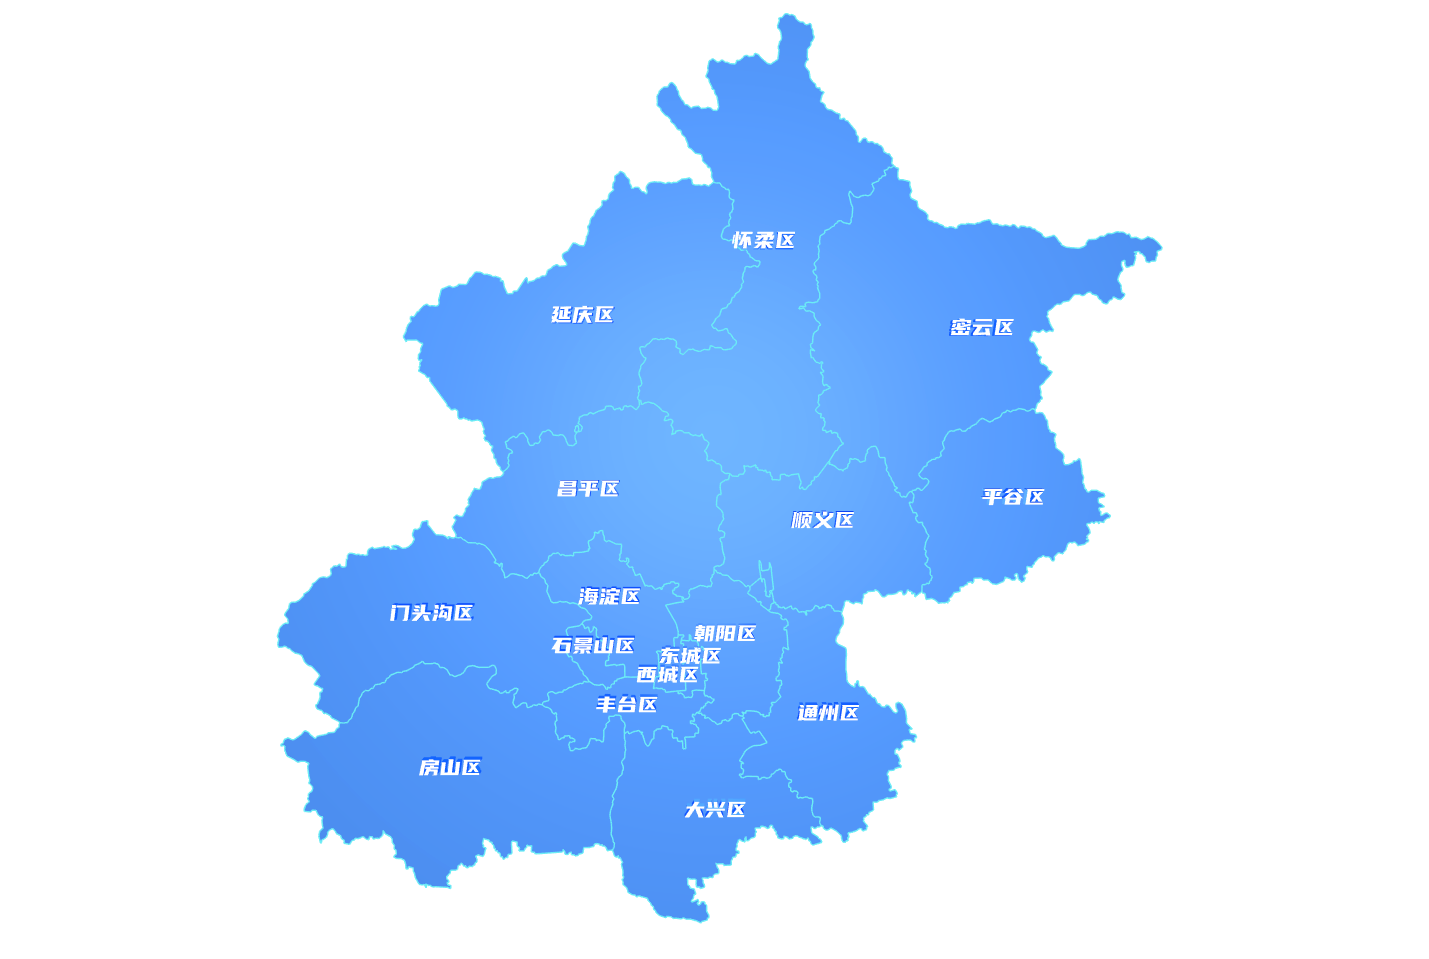 怀柔区
延庆区
密云区
昌平区
平谷区
顺义区
海淀区
门头沟区
朝阳区
石景山区
东城区
西城区
丰台区
通州区
房山区
大兴区